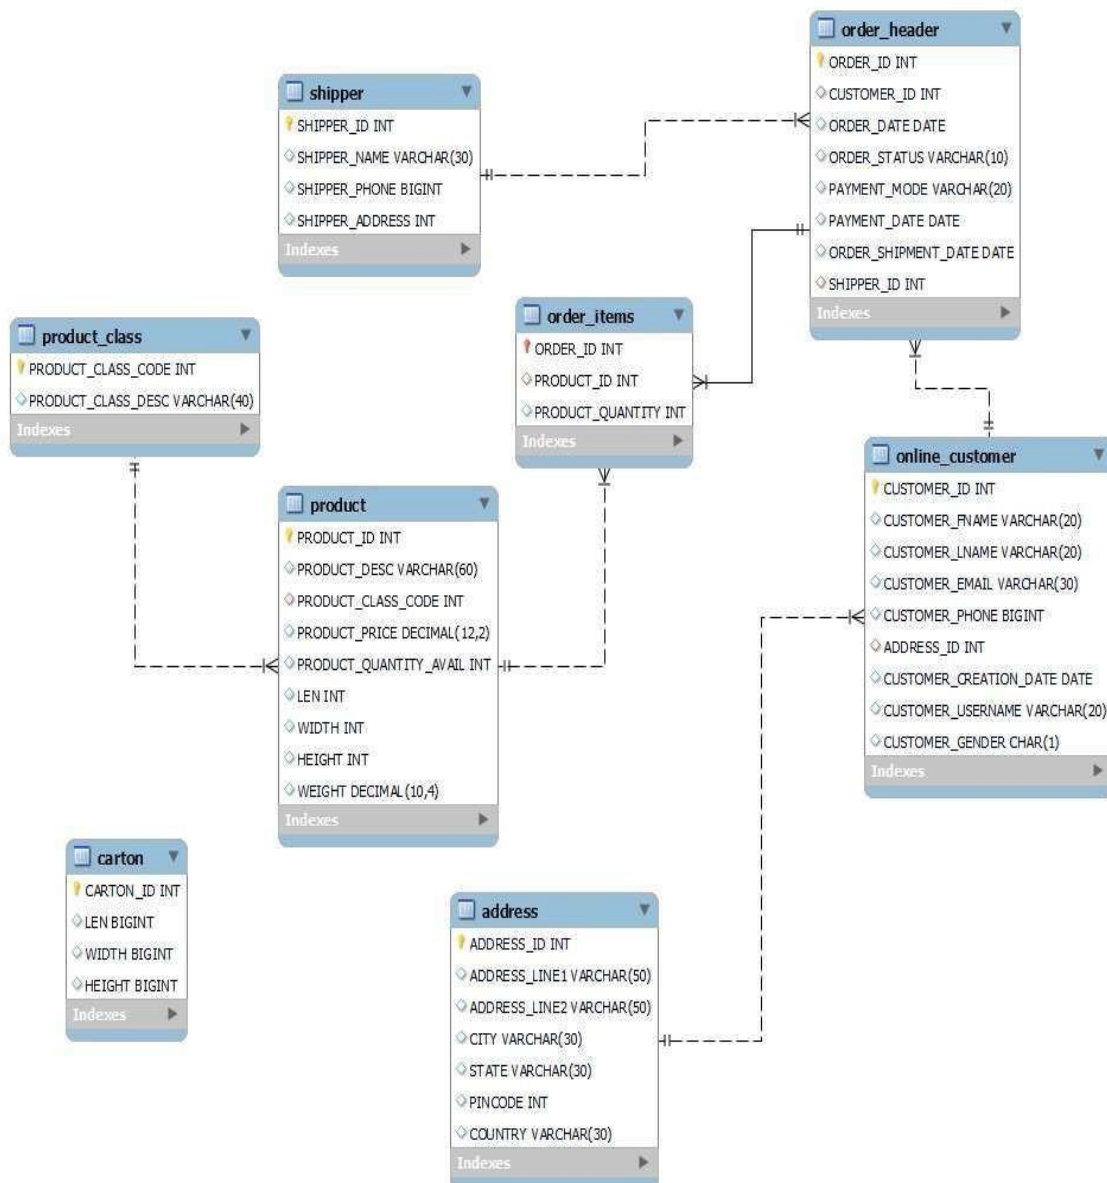 order_header
ORDER_ID INT
CUSTOMER_ID INT
ORDER_DATE DATE
ORDER_STATUS VARCHAR(10)
PAYMENT_MODE VARCHAR(20)
PAYMENT_DATE DATE
ORDER_SHIPMENT_DATE DATE
SHIPPER_ID INT
Indexes
shipper
SHIPPER_ID INT
SHIPPER_NAME VARCHAR(30)
SHIPPER_PHONE BIGINT
SHIPPER_ADDRESS INT
Indexes
order_items
ORDER_ID INT
PRODUCT_ID INT
PRODUCT_QUANTITY INT
Indexes
product_class
PRODUCT_CLASS_CODE INT
PRODUCT_CLASS_DESC VARCHAR(40)
Indexes
online_customer
CUSTOMER_ID INT
CUSTOMER_FNAME VARCHAR(20)
CUSTOMER_LNAME VARCHAR(20)
CUSTOMER_EMAIL VARCHAR(30)
CUSTOMER_PHONE BIGINT
ADDRESS_ID INT
CUSTOMER_CREATION_DATE DATE
CUSTOMER_USERNAME VARCHAR(20)
CUSTOMER_GENDER CHAR(1)
Indexes
product
PRODUCT_ID INT
PRODUCT_DESC VARCHAR(60)
PRODUCT_CLASS_CODE INT
PRODUCT_PRICE DECIMAL(12,2)
PRODUCT_QUANTITY_AVAIL INT
LEN INT
WIDTH INT
HEIGHT INT
WEIGHT DECIMAL(10,4)
Indexes
carton
CARTON_ID INT
LEN BIGINT
WIDTH BIGINT
HEIGHT BIGINT
Indexes
address
ADDRESS_ID INT
ADDRESS_LINE1 VARCHAR(50)
ADDRESS_LINE2 VARCHAR(50)
CITY VARCHAR(30)
STATE VARCHAR(30)
PINCODE INT
COUNTRY VARCHAR(30)
Indexes